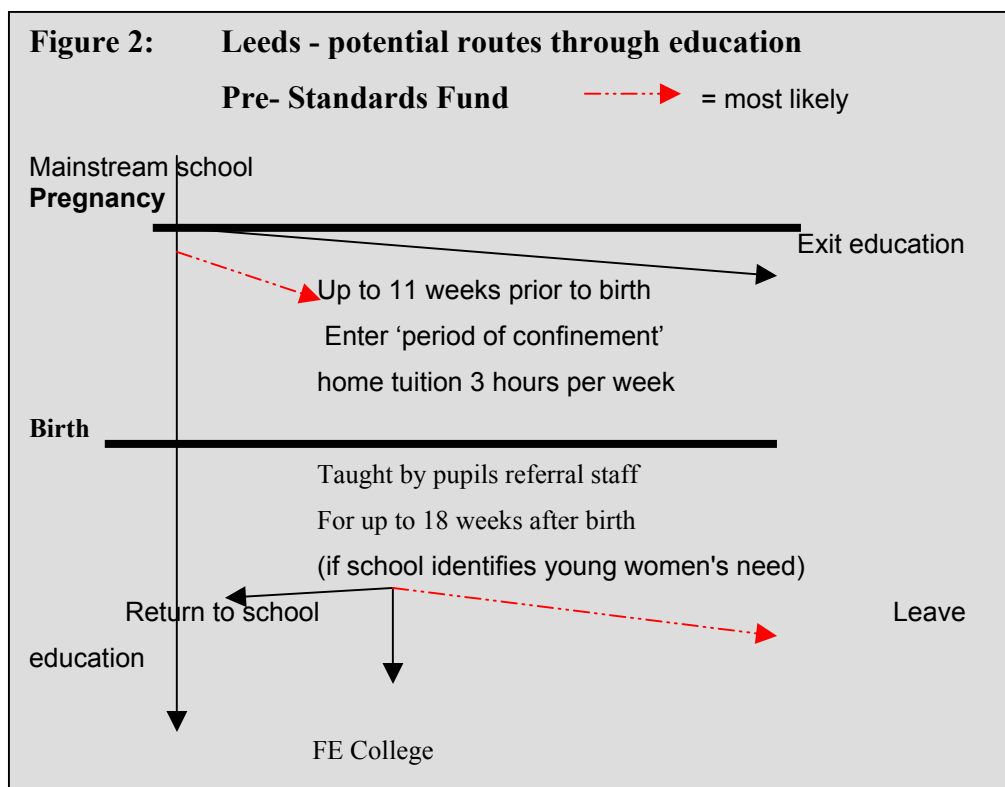 Figure 2: Leeds - potential routes through education
Pre- Standards Fund = most likely
Mainstream school
Pregnancy
Exit education
Up to 11 weeks prior to birth
Enter ‘period of confinement’
home tuition 3 hours per week
Birth
Taught by pupils referral staff
For up to 18 weeks after birth
(if school identifies young women's need)
Return to school Leave
education
FE College